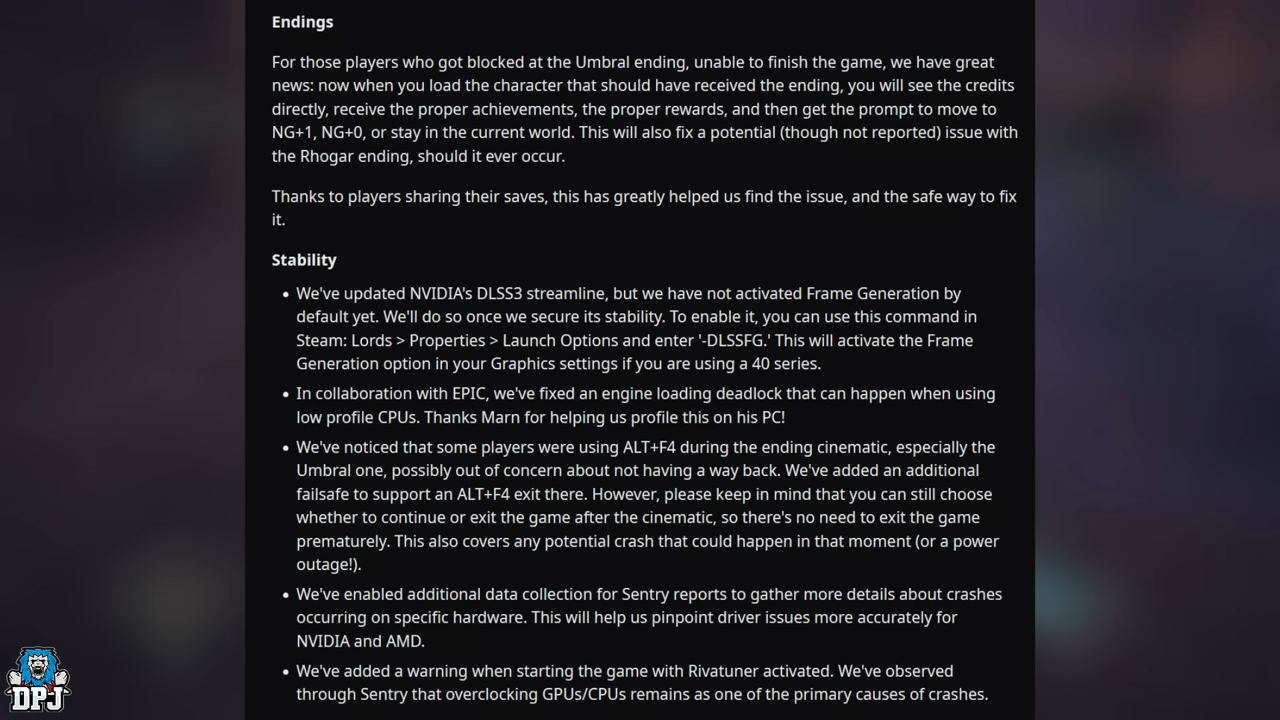 Endings
For those players who got blocked at the Umbral ending, unable to finish the game, we have great
news: now when you load the character that should have received the ending, you will see the credits
directly, receive the proper achievements, the proper rewards, and then get the prompt to move to
NG+1, NG+0, or stay in the current world. This will also fix a potential (though not reported) issue with
the Rhogar ending, should it ever occur.
Thanks to players sharing their saves, this has greatly helped us find the issue, and the safe way to fix
it.
Stability
• We've updated NVIDIA's DLSS3 streamline, but we have not activated Frame Generation by
default yet. We'll do so once we secure its stability. To enable it, you can use this command in
Steam: Lords > Properties > Launch Options and enter '-DLSSFG.' This will activate the Frame
Generation option in your Graphics settings if you are using a 40 series.
• In collaboration with EPIC, we've fixed an engine loading deadlock that can happen when using
low profile CPUs. Thanks Marn for helping us profile this on his PC!
• We've noticed that some players were using ALT+F4 during the ending cinematic, especially the
Umbral one, possibly out of concern about not having a way back. We've added an additional
failsafe to support an ALT+F4 exit there. However, please keep in mind that you can still choose
whether to continue or exit the game after the cinematic, so there's no need to exit the game
prematurely. This also covers any potential crash that could happen in that moment (or a power
outage!).
• We've enabled additional data collection for Sentry reports to gather more details about crashes
occurring on specific hardware. This will help us pinpoint driver issues more accurately for
NVIDIA and AMD.
• We've added a warning when starting the game with Rivatuner activated. We've observed
through Sentry that overclocking GPUs/CPUs remains as one of the primary causes of crashes.
DPJ